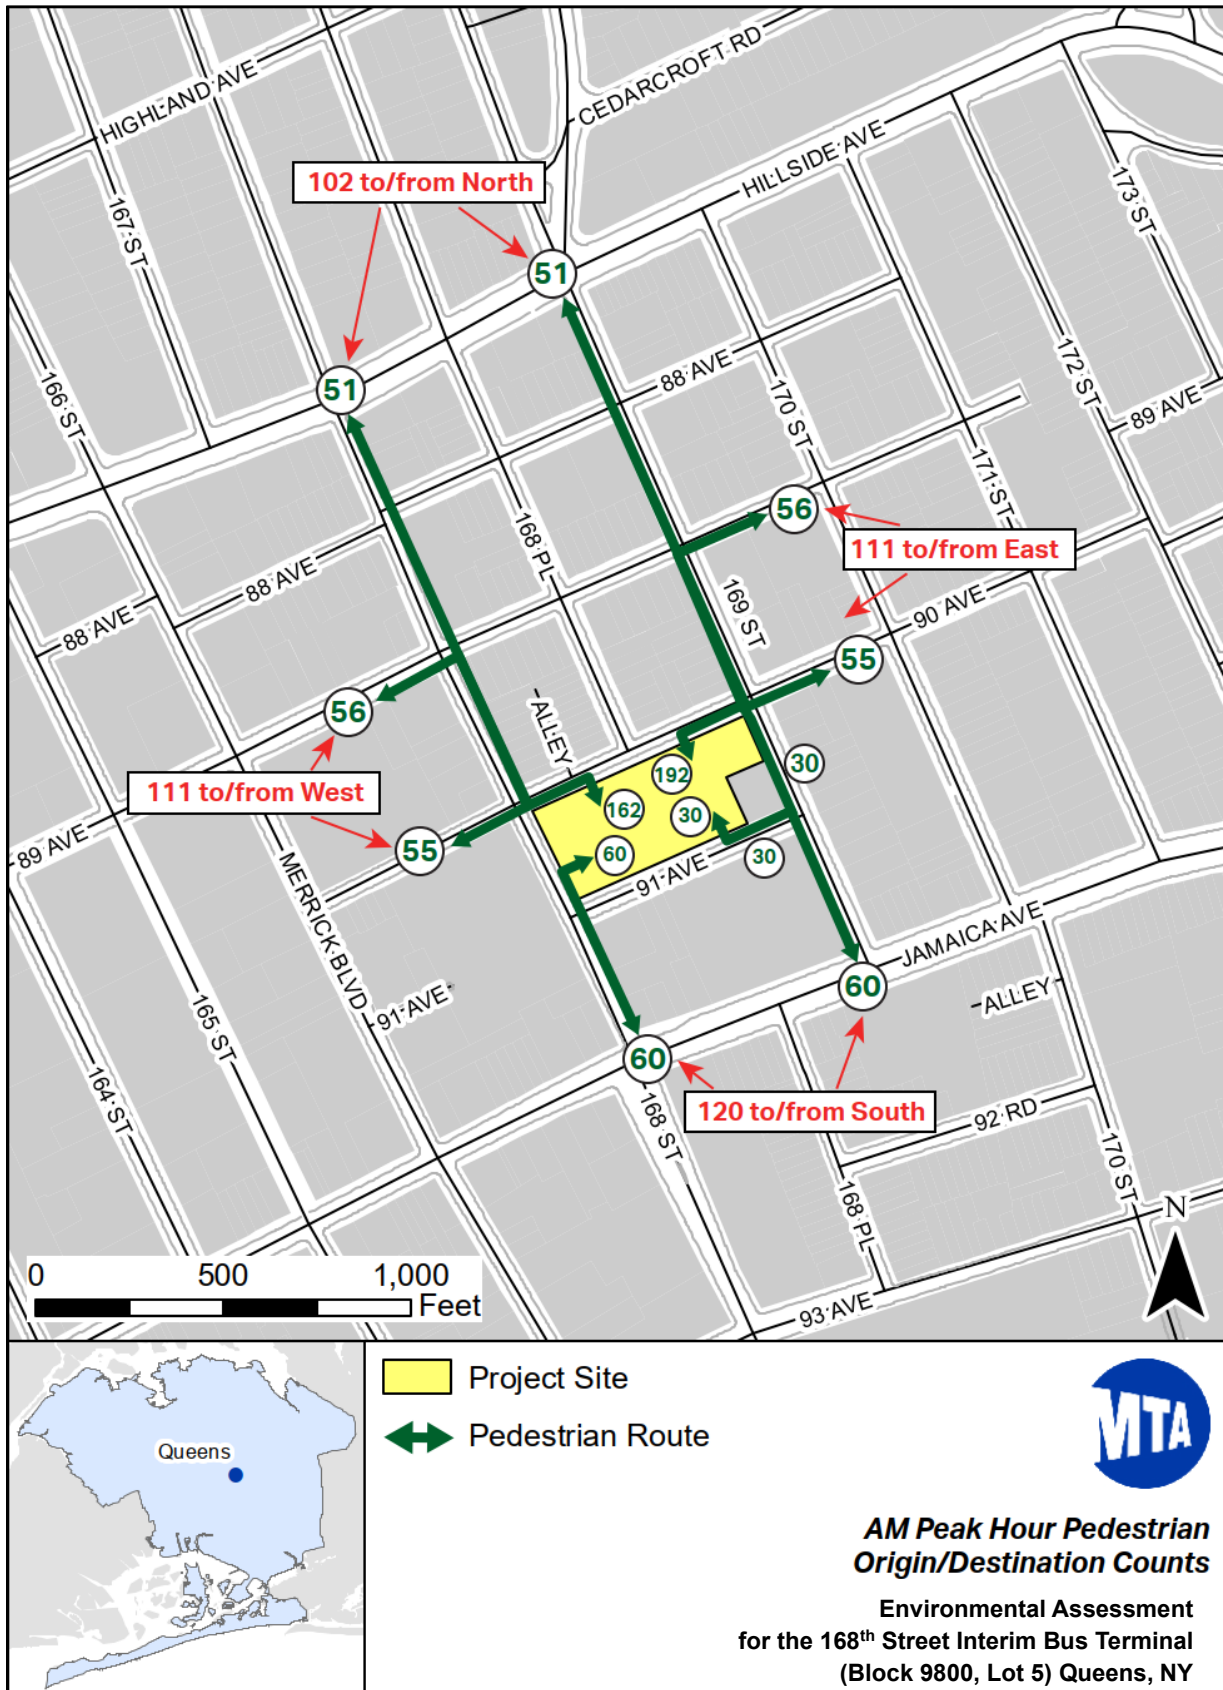 CEDARCROFT RD
HIGHLAND AVE
HILLSIDE AVE
102 to/from North
167 ST
173 ST
51
51
88 AVE
172 ST
166 ST
170 ST
89 AVE
171 ST
56
168 PL
111 to/from East
88 AVE
88 AVE
169 ST
90 AVE
55
56
ALLEY
30
192
111 to/from West
162
30
55
60
30
89 AVE
91 AVE
MERRICK BLVD
JAMAICA AVE
60
ALLEY
91 AVE
165 ST
60
164 ST
120 to/from South
92 RD
168 ST
170 ST
168 PL
N
0 500 1,000
Feet
93 AVE
Queens
Project Site
Pedestrian Route
MTA
AM Peak Hour Pedestrian
Origin/Destination Counts
Environmental Assessment
for the 168th Street Interim Bus Terminal
(Block 9800, Lot 5) Queens, NY